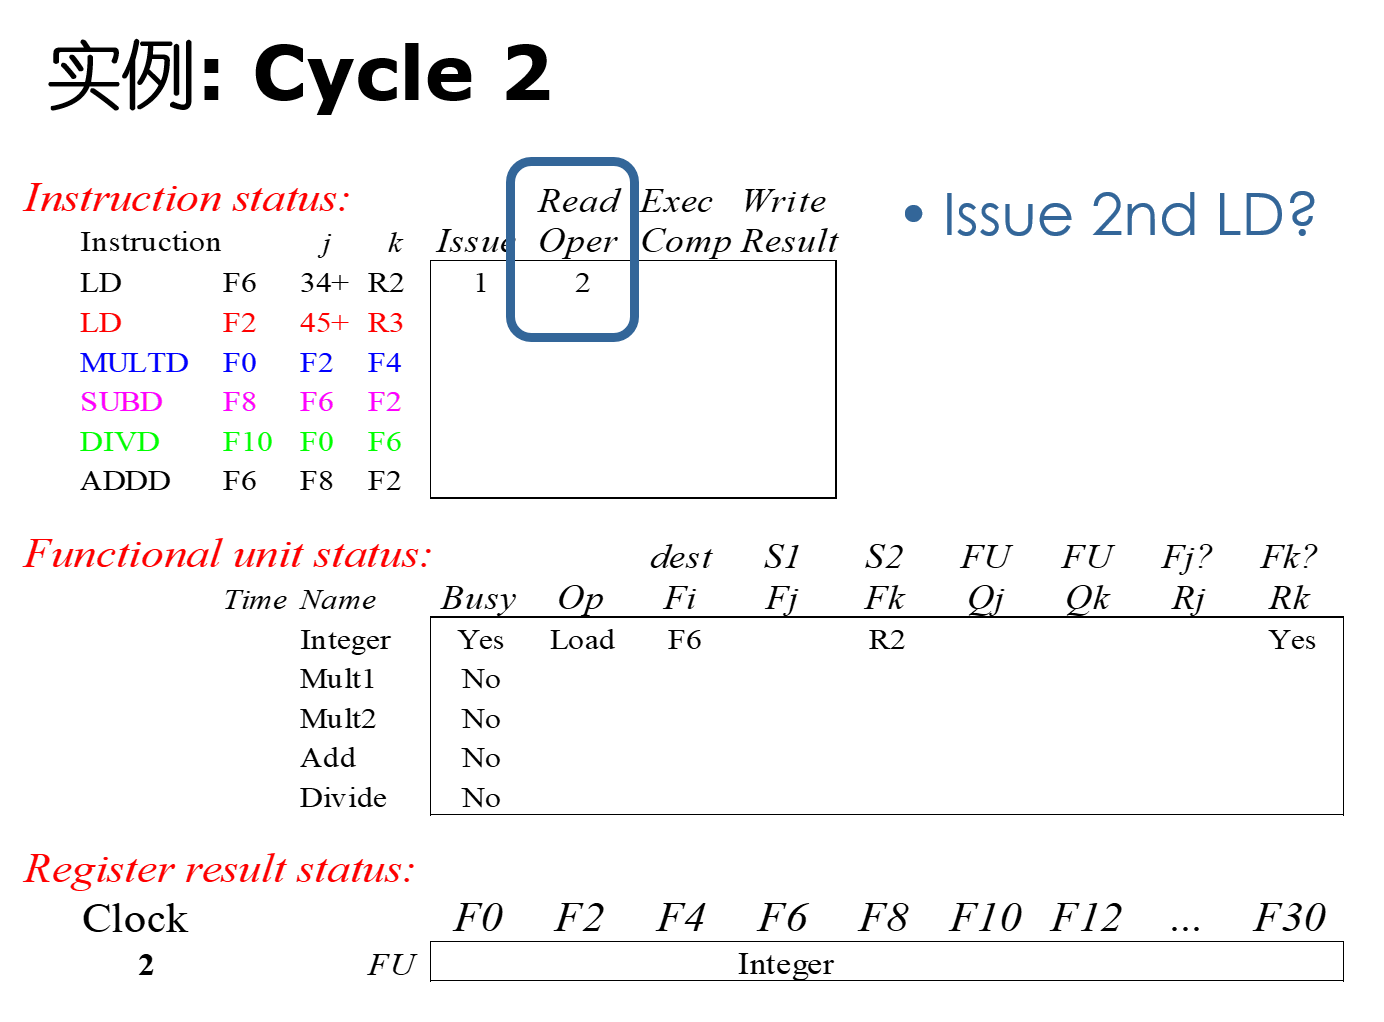 实例: Cycle 2
• Issue 2nd LD?
Instruction status:
Read Exec Write
Instruction j k Issue Oper Comp Result
LD F6 34+ R2 1 2
LD F2 45+ R3
MULTD F0 F2 F4
SUBD F8 F6 F2
DIVD F10 F0 F6
ADDD F6 F8 F2
Functional unit status:
dest S1 S2 FU FU Fj? Fk?
Time Name Busy Op Fi Fj Fk Qj Qk Rj Rk
Integer Yes Load F6 R2 Yes
Mult1 No
Mult2 No
Add No
Divide No
Register result status:
Clock F0 F2 F4 F6 F8 F10 F12 ... F30
2 FU Integer